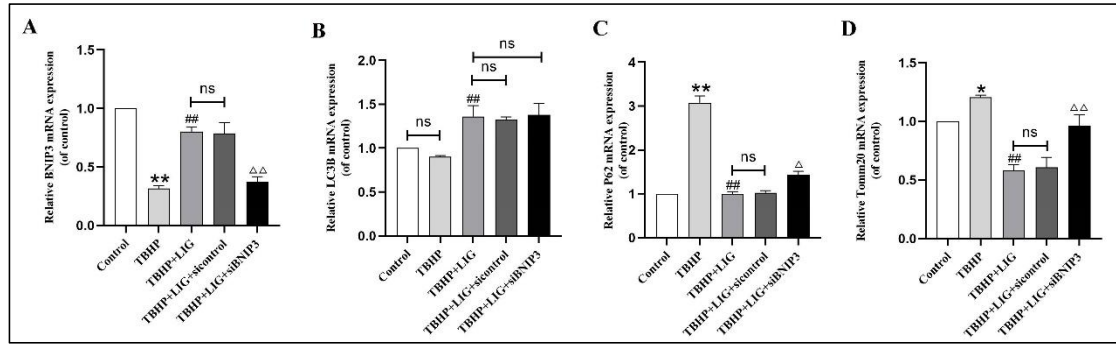 A
Relative BNIP3 mRNA expression
(of control)
1.5
1.0
0.5
0.0
**
##
ns
△△
Control
TBHP
TBHP+LIG
TBHP+LIG+sicontrol
TBHP+LIG+siBNIP3
B
Relative LC3B mRNA expression
(of control)
2.0
1.5
1.0
0.5
0.0
ns
##
ns
ns
Control
TBHP
TBHP+LIG
TBHP+LIG+sicontrol
TBHP+LIG+siBNIP3
C
Relative P62 mRNA expression
(of control)
4
3
2
1
0
**
##
ns
△
Control
TBHP
TBHP+LIG
TBHP+LIG+sicontrol
TBHP+LIG+siBNIP3
D
Relative Tomm20 mRNA expression
(of control)
1.5
1.0
0.5
0.0
*
##
ns
△△
Control
TBHP
TBHP+LIG
TBHP+LIG+sicontrol
TBHP+LIG+siBNIP3